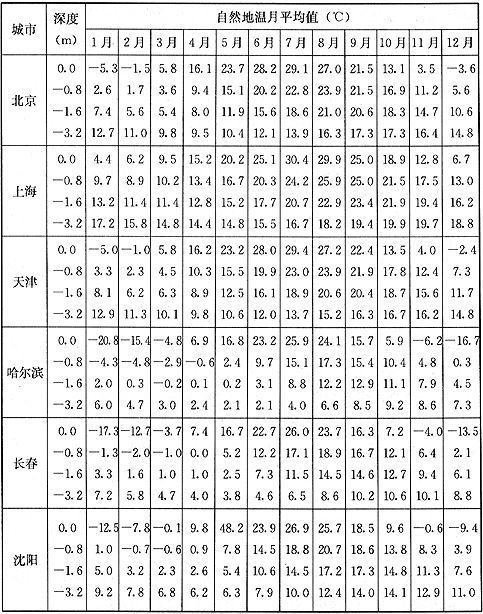 城市 深度(m) 自然地温月平均值(℃)
1月 2月 3月 4月 5月 6月 7月 8月 9月 10月 11月 12月
北京
0.0 −5.3 −1.5 5.8 16.1 23.7 28.2 29.1 27.0 21.5 13.1 3.5 −3.6
−0.8 2.6 1.7 3.6 9.4 15.1 20.2 22.8 23.9 21.5 16.9 11.2 5.6
−1.6 7.4 5.6 5.4 8.0 11.9 15.6 18.6 21.0 20.6 18.3 14.7 10.6
−3.2 12.7 11.0 9.8 9.5 10.4 12.1 13.9 16.3 17.3 17.3 16.4 14.8
上海
0.0 4.4 6.2 9.5 15.2 20.2 25.1 30.4 29.9 25.0 18.9 12.8 6.7
−0.8 9.7 8.9 10.2 13.4 16.7 20.3 24.2 25.9 25.0 21.5 17.5 13.0
−1.6 13.2 11.4 11.4 12.8 15.2 17.7 20.7 22.9 23.4 21.9 19.4 16.2
−3.2 17.2 15.8 14.8 14.4 14.8 15.5 16.7 18.2 19.4 19.9 19.7 18.8
天津
0.0 −5.0 −1.0 5.8 16.2 23.2 28.0 29.4 27.2 22.4 13.5 4.0 −2.4
−0.8 3.3 2.3 4.5 10.3 15.5 19.9 23.0 23.9 21.9 17.8 12.4 7.3
−1.6 8.1 6.2 6.3 8.9 12.5 16.1 18.9 20.6 20.4 18.7 15.6 11.7
−3.2 12.9 11.3 10.1 9.8 10.6 12.0 13.7 15.2 16.3 16.7 16.2 14.8
哈尔滨
0.0 −20.8 −15.4 −4.8 6.9 16.8 23.2 25.9 24.1 15.7 5.9 −6.2 −16.7
−0.8 −4.3 −4.8 −2.9 −0.6 2.4 9.7 15.1 17.3 15.4 10.4 4.8 0.3
−1.6 2.0 0.3 −0.2 0.1 0.2 3.1 8.8 12.2 12.9 11.1 7.9 4.5
−3.2 6.0 4.7 3.0 2.4 2.1 2.1 4.0 6.6 8.5 9.2 8.6 7.3
长春
0.0 −17.3 −12.7 −3.7 7.4 16.7 22.7 26.0 23.7 16.3 7.2 −4.0 −13.5
−0.8 −1.3 −2.0 −1.0 0.0 5.2 12.2 17.1 18.9 16.7 12.1 6.4 2.1
−1.6 3.3 1.6 1.0 1.0 2.5 7.3 11.5 14.5 14.6 12.7 9.4 6.1
−3.2 7.2 5.8 4.7 4.0 3.8 4.6 6.5 8.6 10.2 10.6 10.1 8.8
沈阳
0.0 −12.5 −7.8 −0.1 9.8 48.2 23.9 26.9 25.7 18.5 9.6 −0.6 −9.4
−0.8 1.0 −0.7 −0.6 0.9 7.8 14.5 18.8 20.7 18.6 13.8 8.3 3.9
−1.6 5.0 3.2 2.3 2.6 5.4 10.6 14.5 17.2 17.3 14.8 11.3 7.6
−3.2 9.2 7.8 6.8 6.2 6.3 7.9 10.0 12.4 14.0 14.1 12.9 11.0